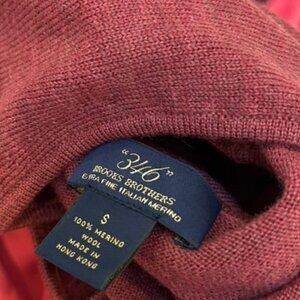 "346"
BROOKS BROTHERS
EXTRA FINE ITALIAN MERINO
S
100% MERINO
WOOL
MADE IN
HONG KONG